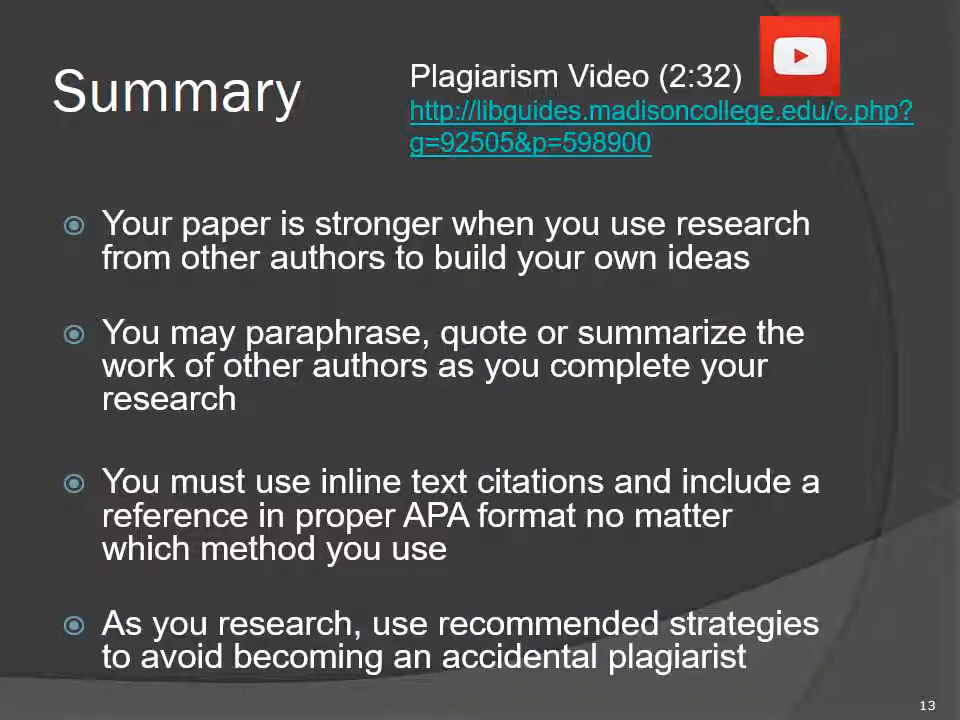 Summary
Plagiarism Video (2:32)
http://libguides.madisoncollege.edu/c.php?
g=92505&p=598900
Your paper is stronger when you use research
from other authors to build your own ideas
You may paraphrase, quote or summarize the
work of other authors as you complete your
research
You must use inline text citations and include a
reference in proper APA format no matter
which method you use
As you research, use recommended strategies
to avoid becoming an accidental plagiarist
13